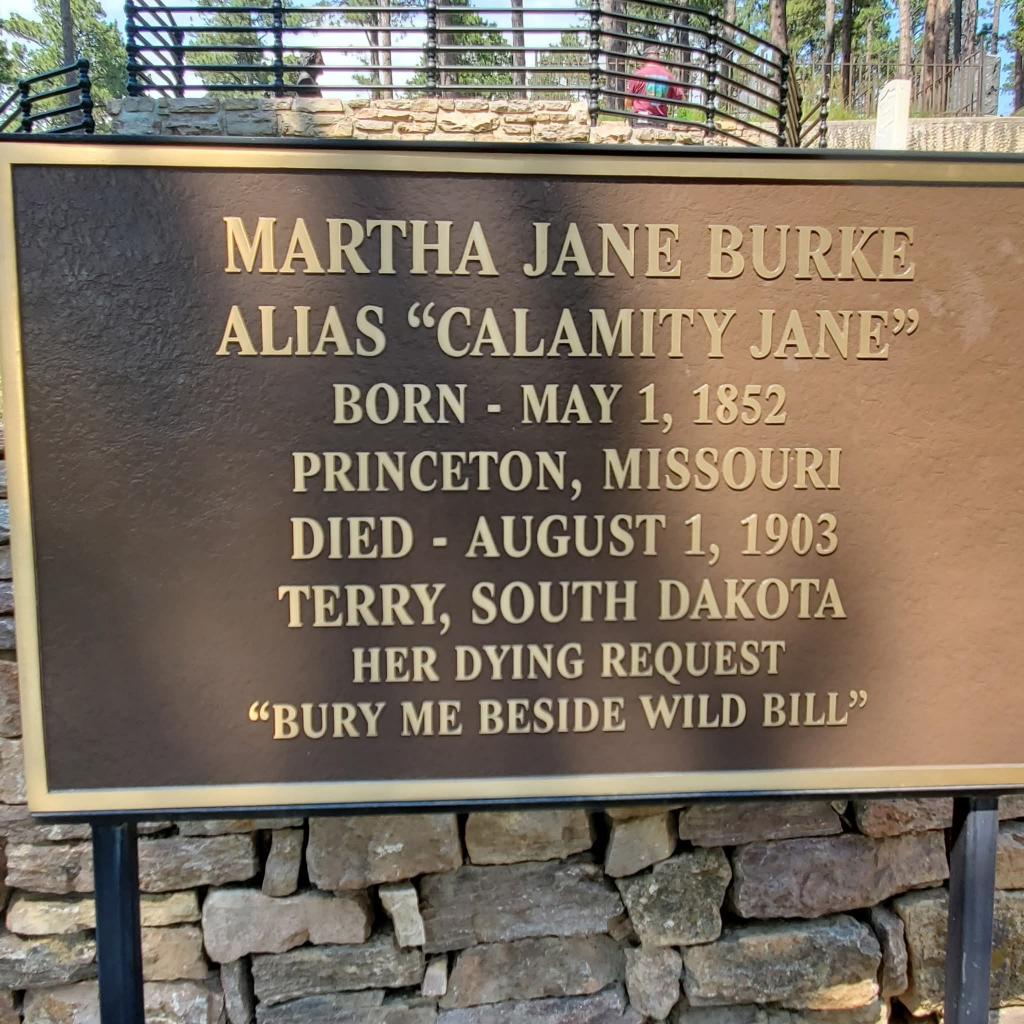 MARTHA JANE BURKE
ALIAS “CALAMITY JANE”
BORN - MAY 1, 1852
PRINCETON, MISSOURI
DIED - AUGUST 1, 1903
TERRY, SOUTH DAKOTA
HER DYING REQUEST
“BURY ME BESIDE WILD BILL”